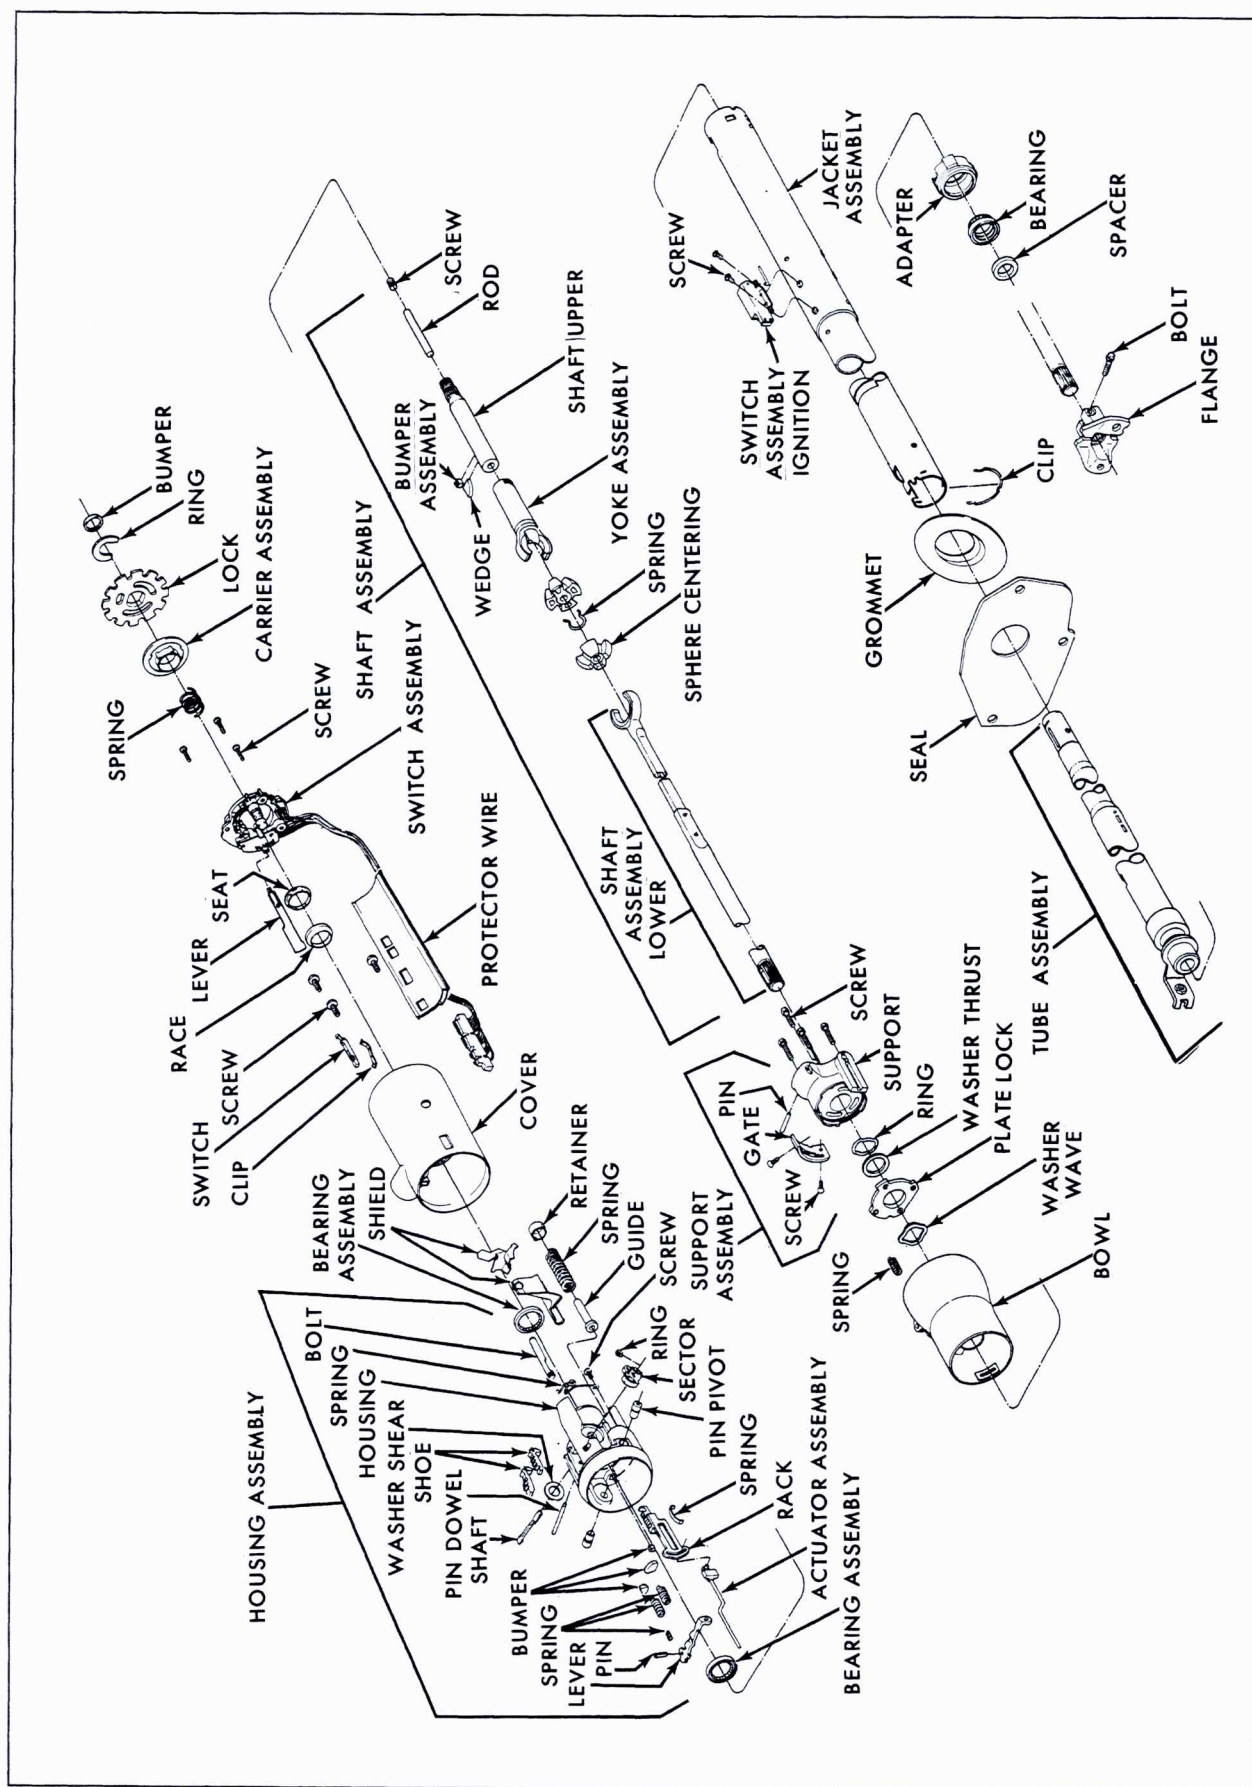 BUMPER
RING
LOCK
CARRIER ASSEMBLY
SPRING
SCREW
SWITCH ASSEMBLY
SEAT
LEVER
RACE
PROTECTOR WIRE
SCREW
SWITCH
CLIP
COVER
BEARING
ASSEMBLY
SHIELD
RETAINER
SPRING
GUIDE
SCREW
BOLT
SPRING
HOUSING
WASHER SHEAR
SHOE
PIN DOWEL
SHAFT
RING
SECTOR
PIN PIVOT
SPRING
RACK
ACTUATOR ASSEMBLY
BEARING ASSEMBLY
BUMPER
SPRING
LEVER
PIN
HOUSING ASSEMBLY
SHAFT ASSEMBLY
SCREW
ROD
SHAFT UPPER
BUMPER
ASSEMBLY
WEDGE
YOKE ASSEMBLY
SPRING
SPHERE CENTERING
SHAFT
ASSEMBLY
LOWER
SCREW
SUPPORT
RING
WASHER THRUST
PLATE LOCK
WASHER
WAVE
BOWL
SPRING
PIN
GATE
SCREW
SUPPORT
ASSEMBLY
JACKET
ASSEMBLY
SCREW
SWITCH
ASSEMBLY
IGNITION
CLIP
GROMMET
SEAL
TUBE ASSEMBLY
ADAPTER
BEARING
SPACER
BOLT
FLANGE